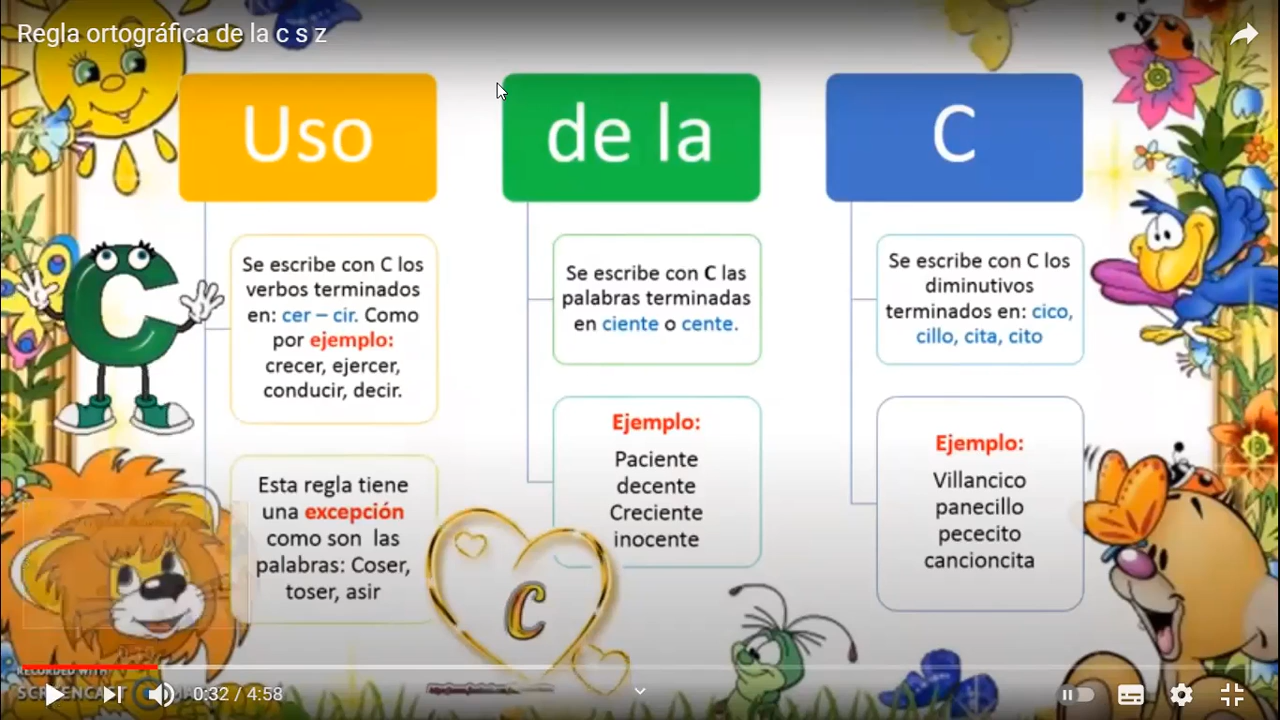 Regla ortográfica de la c s z
Uso
de la
C
Se escribe con C los
verbos terminados
en: cer – cir. Como
por ejemplo:
crecer, ejercer,
conducir, decir.
Esta regla tiene
una excepción
como son las
palabras: Coser,
toser, asir
Se escribe con C las
palabras terminadas
en ciente o cente.
Ejemplo:
Paciente
decente
Creciente
inocente
Se escribe con C los
diminutivos
terminados en: cico,
cillo, cita, cito
Ejemplo:
Villancico
panecillo
pececito
cancioncita
C
C
RECORDED WITH
0:32 / 4:58